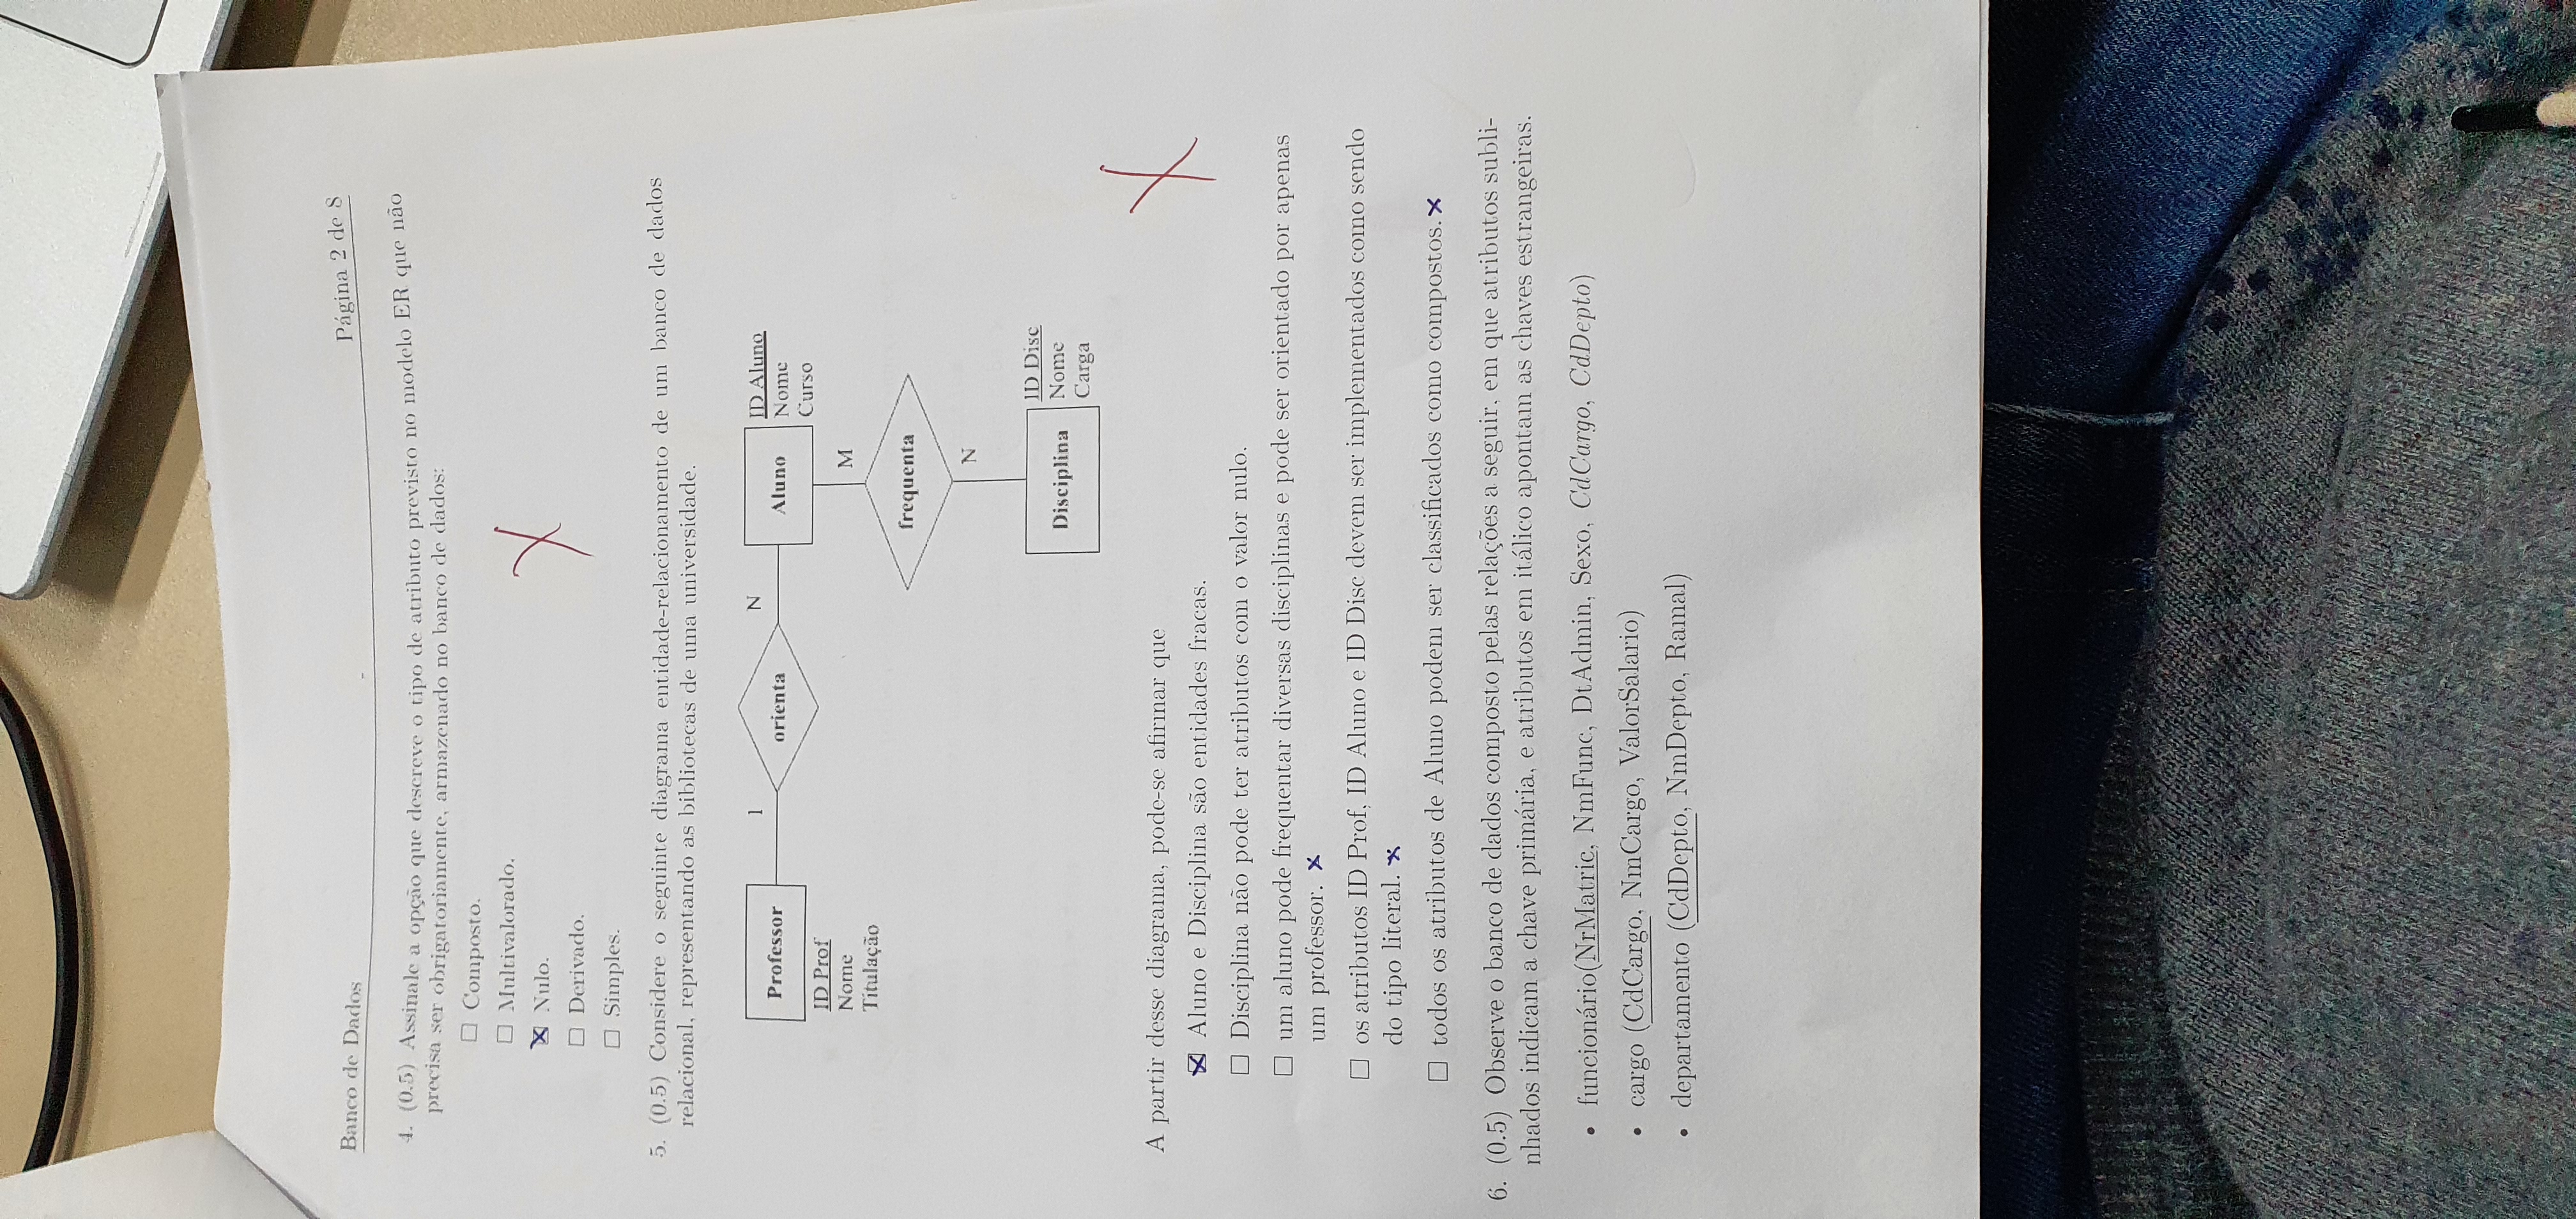 Banco de Dados
Página 2 de 8
4. (0.5) Assinale a opção que descreve o tipo de atributo previsto no modelo ER que não
precisa ser obrigatoriamente, armazenado no banco de dados:
Composto.
Multivalorado.
Nulo.
Derivado.
Simples.
5. (0.5) Considere o seguinte diagrama entidade-relacionamento de um banco de dados
relacional, representando as bibliotecas de uma universidade.
Professor
1
orienta
N
Aluno
ID Aluno
Nome
Curso
ID Prof
Nome
Titulação
M
frequenta
N
Disciplina
ID Disc
Nome
Carga
A partir desse diagrama, pode-se afirmar que
Aluno e Disciplina são entidades fracas.
Disciplina não pode ter atributos com o valor nulo.
um aluno pode frequentar diversas disciplinas e pode ser orientado por apenas
um professor.
os atributos ID Prof, ID Aluno e ID Disc devem ser implementados como sendo
do tipo literal.
todos os atributos de Aluno podem ser classificados como compostos.
6. (0.5) Observe o banco de dados composto pelas relações a seguir, em que atributos subli-
nhados indicam a chave primária, e atributos em itálico apontam as chaves estrangeiras.
• funcionário(NrMatric, NmFunc, DtAdmin, Sexo, CdCargo, CdDepto)
• cargo (CdCargo, NmCargo, ValorSalario)
• departamento (CdDepto, NmDepto, Ramal)